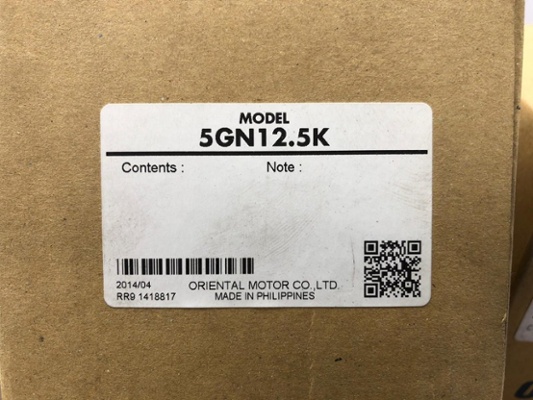 MODEL
5GN12.5K
Contents : Note :
2014/04 ORIENTAL MOTOR CO.,LTD.
RR9 1418817 MADE IN PHILIPPINES